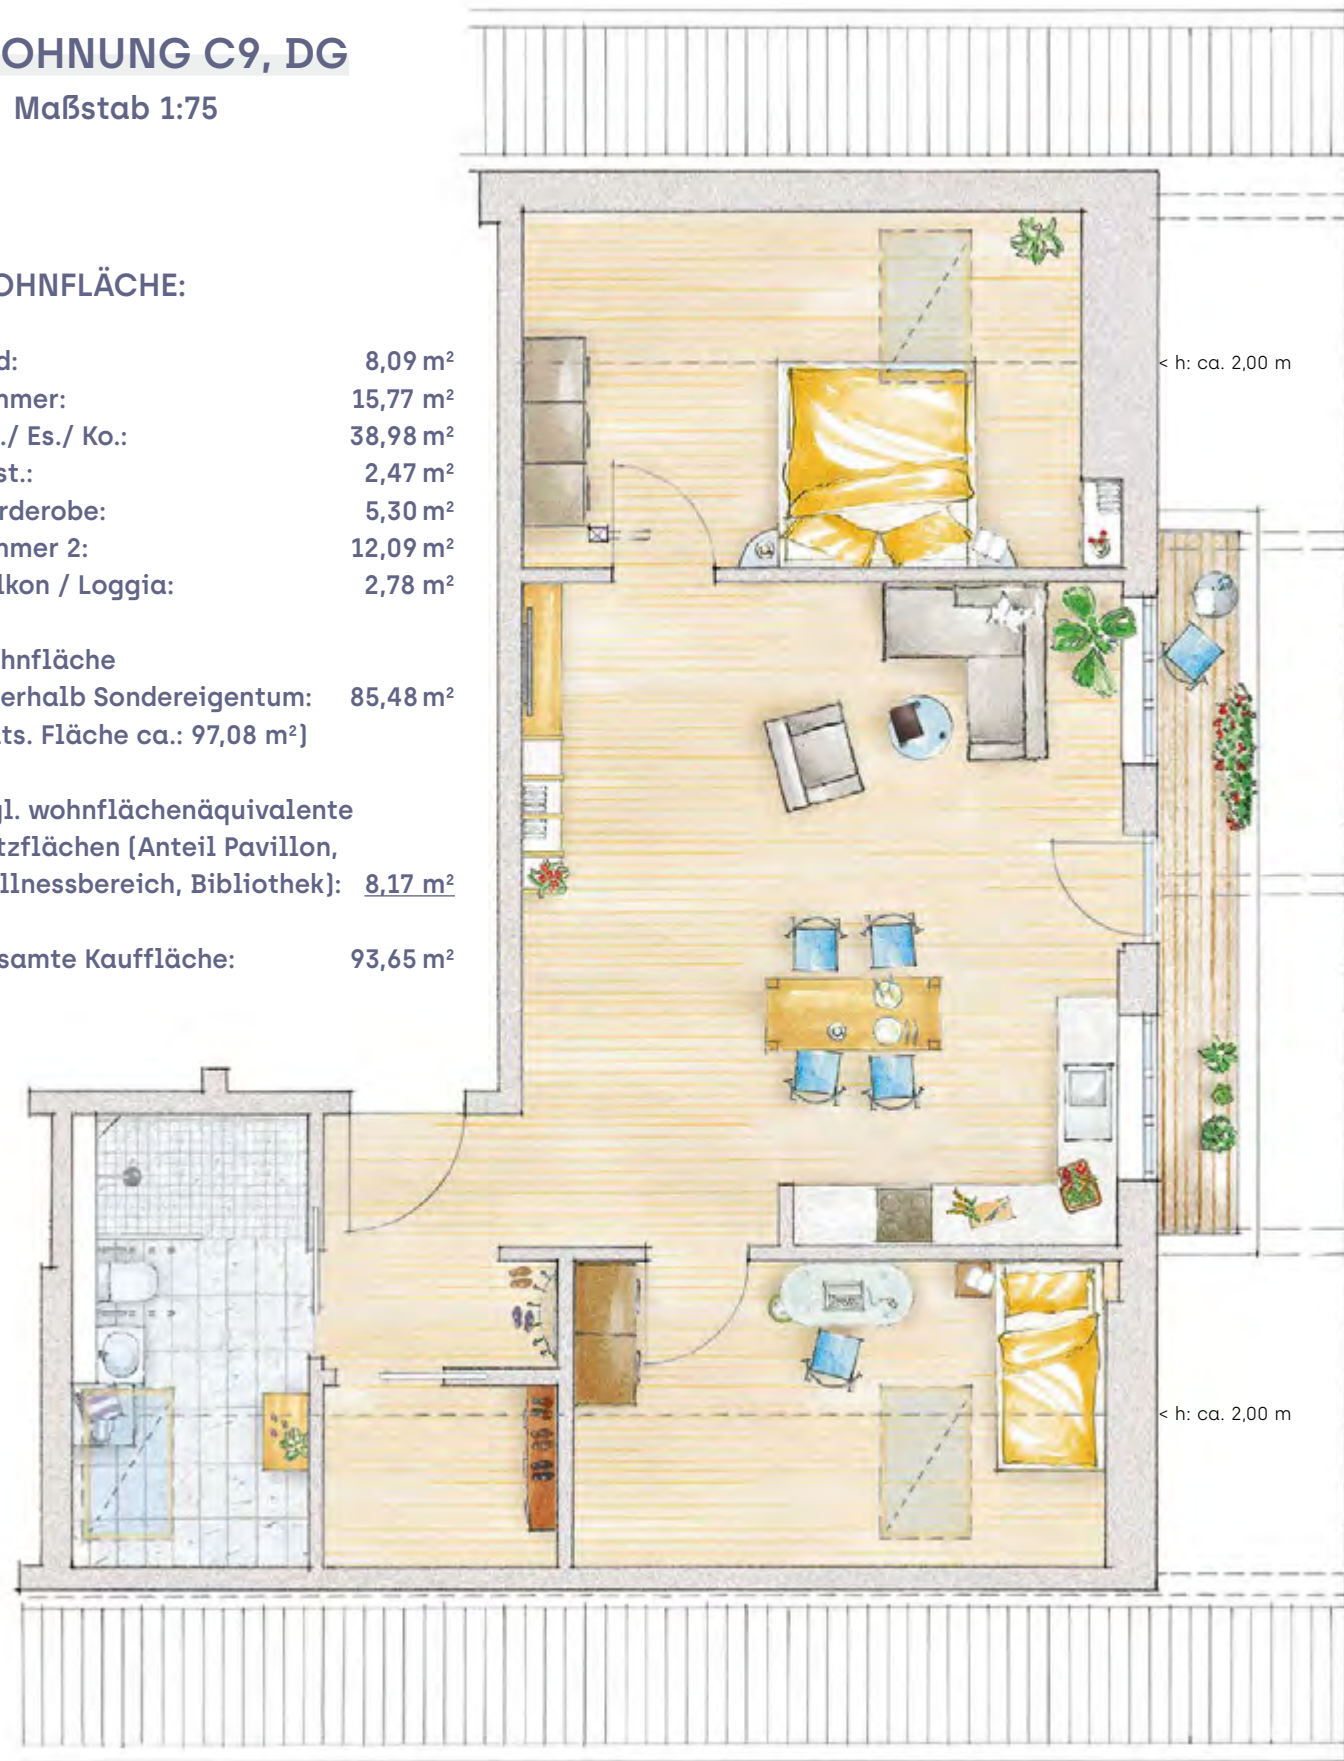 OHNUNG C9, DG
Maßstab 1:75
OHNFLÄCHE:
d: 8,09 m²
mmer: 15,77 m²
./ Es./ Ko.: 38,98 m²
st.: 2,47 m²
rderobe: 5,30 m²
mmer 2: 12,09 m²
lkon / Loggia: 2,78 m²
hnfläche
erhalb Sondereigentum: 85,48 m²
ts. Fläche ca.: 97,08 m²)
gl. wohnflächenäquivalente
tzflächen (Anteil Pavillon,
llnessbereich, Bibliothek): 8,17 m²
samte Kauffläche: 93,65 m²
< h: ca. 2,00 m
< h: ca. 2,00 m